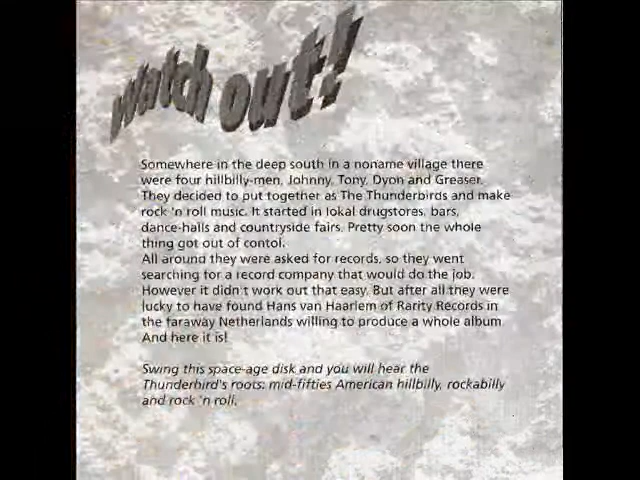 Watch out!
Somewhere in the deep south in a noname village there
were four hillbilly-men, Johnny, Tony, Dyon and Greaser.
They decided to put together as The Thunderbirds and make
rock 'n roll music. It started in lokal drugstores, bars,
dance-halls and countryside fairs. Pretty soon the whole
thing got out of contol.
All around they were asked for records, so they went
searching for a record company that would do the job.
However it didn't work out that easy. But after all they were
lucky to have found Hans van Haarlem of Rarity Records in
the faraway Netherlands willing to produce a whole album.
And here it is!
Swing this space-age disk and you will hear the
Thunderbird's roots: mid-fifties American hillbilly, rockabilly
and rock 'n roll.